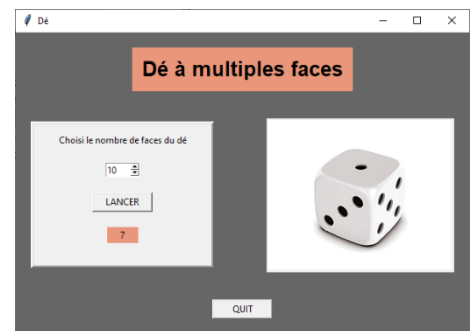 Dé
Dé à multiples faces
Choisi le nombre de faces du dé
10
LANCER
7
QUIT